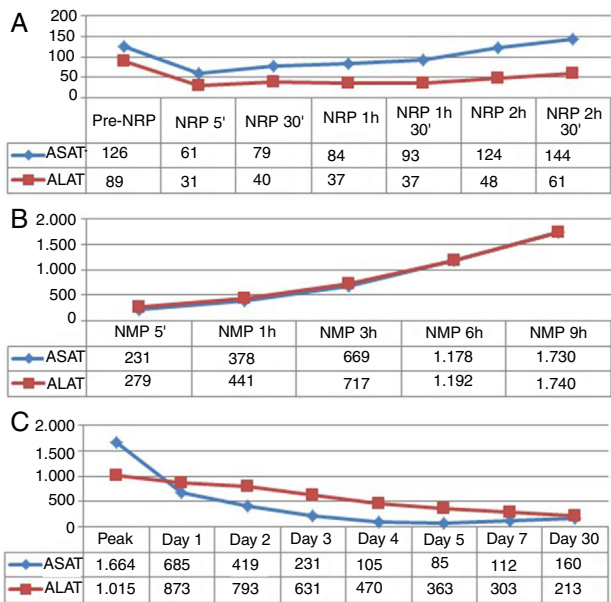 A
200
150
100
50
0
Pre-NRP NRP 5' NRP 30' NRP 1h NRP 1h 30' NRP 2h NRP 2h 30'
ASAT 126 61 79 84 93 124 144
ALAT 89 31 40 37 37 48 61
B
2.000
1.500
1.000
500
0
NMP 5' NMP 1h NMP 3h NMP 6h NMP 9h
ASAT 231 378 669 1.178 1.730
ALAT 279 441 717 1.192 1.740
C
2.000
1.500
1.000
500
0
Peak Day 1 Day 2 Day 3 Day 4 Day 5 Day 7 Day 30
ASAT 1.664 685 419 231 105 85 112 160
ALAT 1.015 873 793 631 470 363 303 213